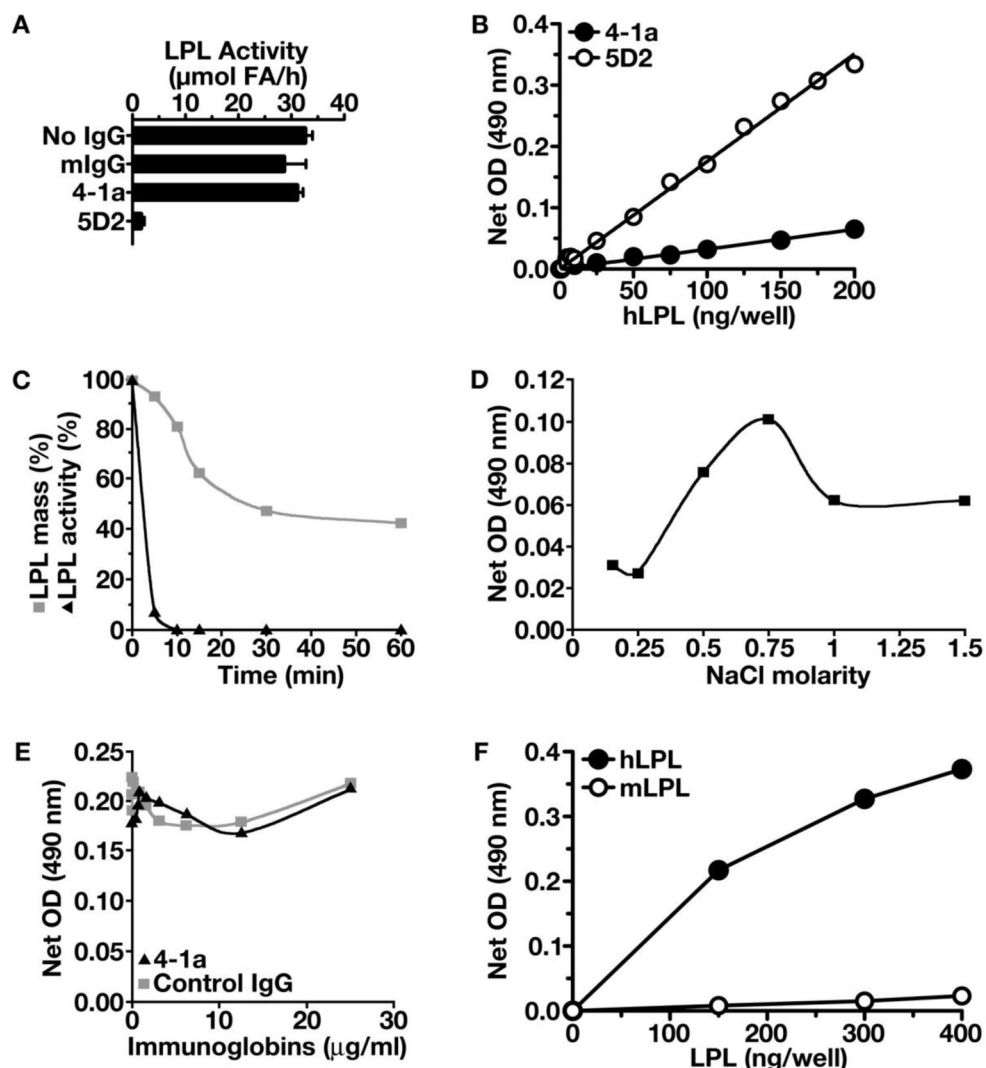 A
LPL Activity
(μmol FA/h)
0 10 20 30 40
No IgG
mIgG
4-1a
5D2
B
4-1a
5D2
Net OD (490 nm)
0.4
0.3
0.2
0.1
0.0
0 50 100 150 200
hLPL (ng/well)
C
LPL mass (%)
LPL activity (%)
100
80
60
40
20
0
0 10 20 30 40 50 60
Time (min)
D
Net OD (490 nm)
0.12
0.10
0.08
0.06
0.04
0.02
0.00
0 0.25 0.5 0.75 1 1.25 1.5
NaCl molarity
E
Net OD (490 nm)
0.25
0.20
0.15
0.10
0.05
0.00
4-1a
Control IgG
0 10 20 30
Immunoglobins (μg/ml)
F
hLPL
mLPL
Net OD (490 nm)
0.4
0.3
0.2
0.1
0.0
0 100 200 300 400
LPL (ng/well)